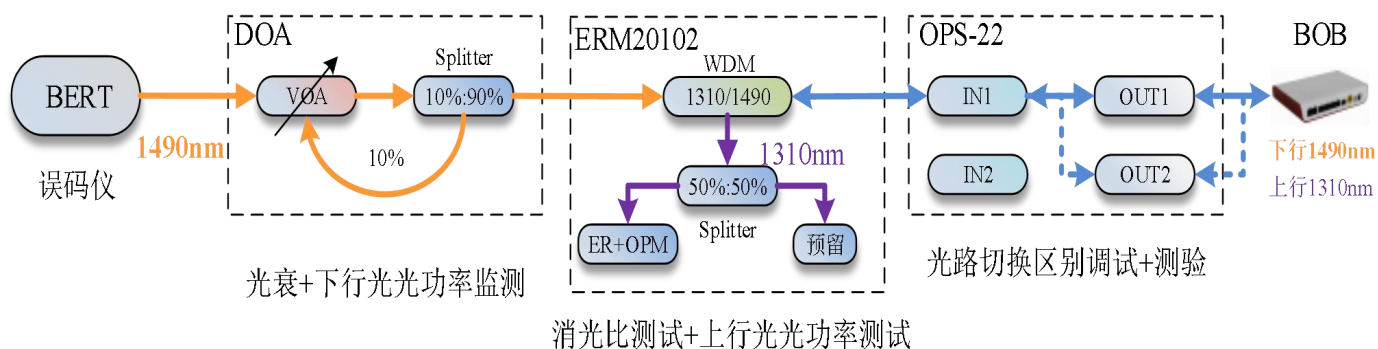 DOA
ERM20102
OPS-22
BOB
BERT
Splitter
VOA
10%:90%
WDM
1310/1490
IN1
OUT1
1490nm
10%
1310nm
下行1490nm
误码仪
50%:50%
IN2
OUT2
上行1310nm
Splitter
ER+OPM
预留
光衰+下行光光功率监测
光路切换区别调试+测验
消光比测试+上行光光功率测试